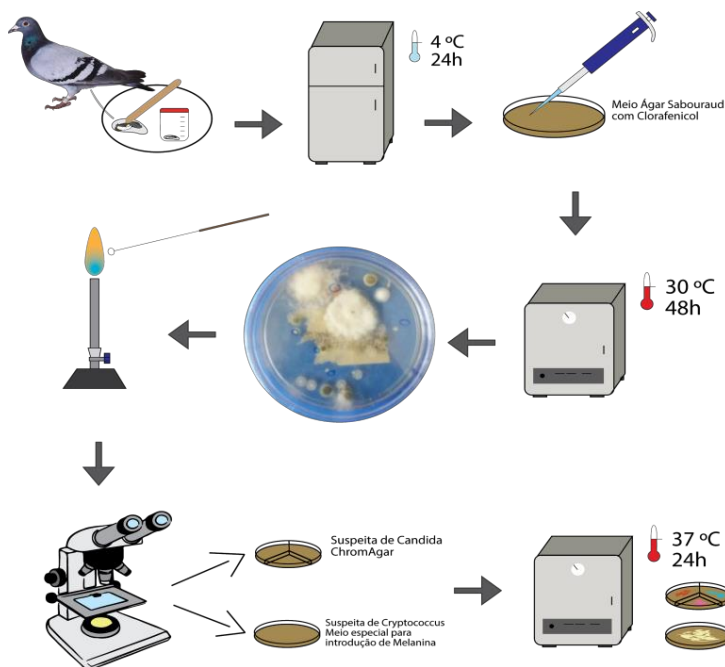 4 ºC
24h
Meio Ágar Sabouraud
com Clorafenicol
30 ºC
48h
Suspeita de Candida
ChromAgar
37 ºC
24h
Suspeita de Cryptococcus
Meio especial para
introdução de Melanina